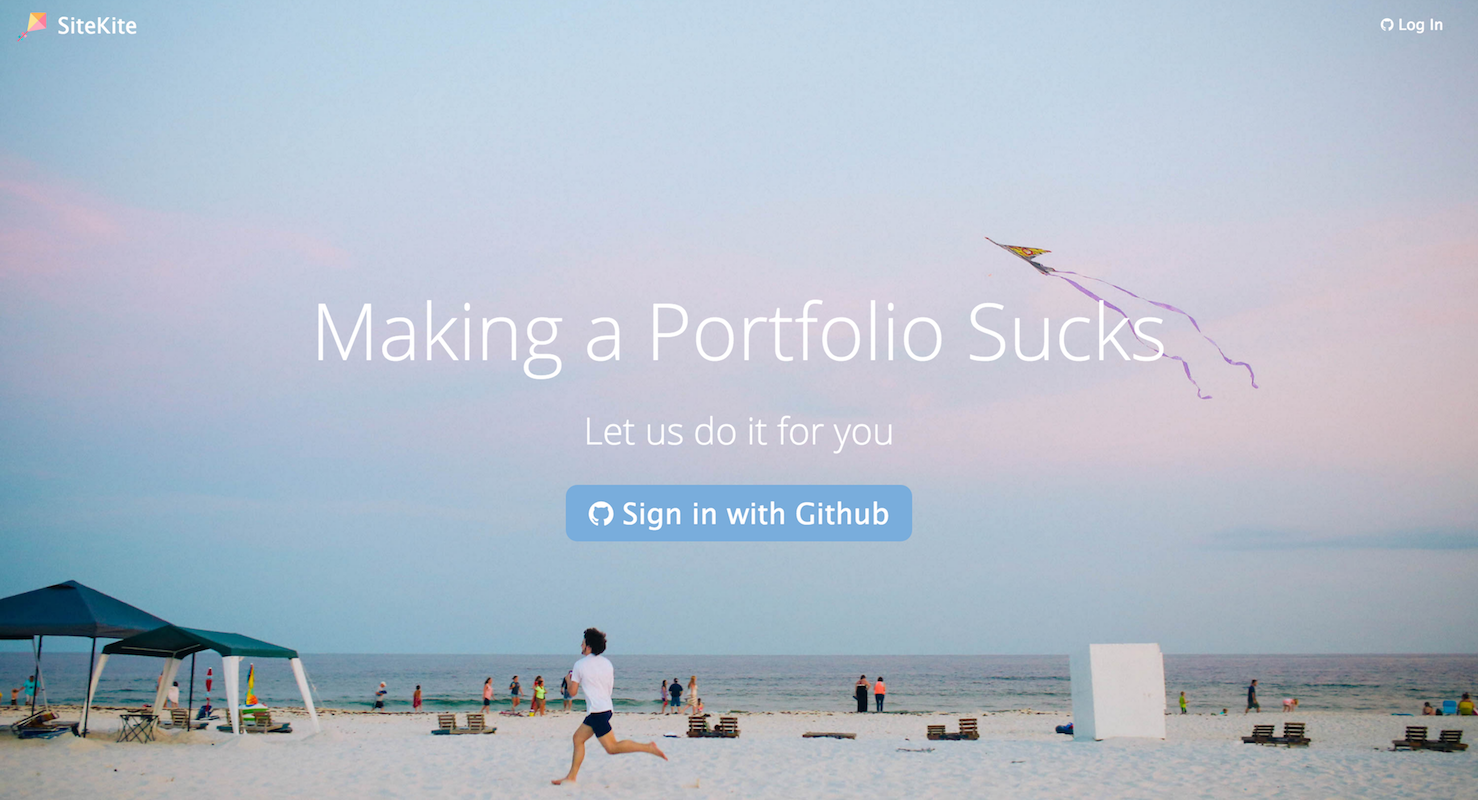 SiteKite
Log In
Making a Portfolio Sucks
Let us do it for you
Sign in with Github